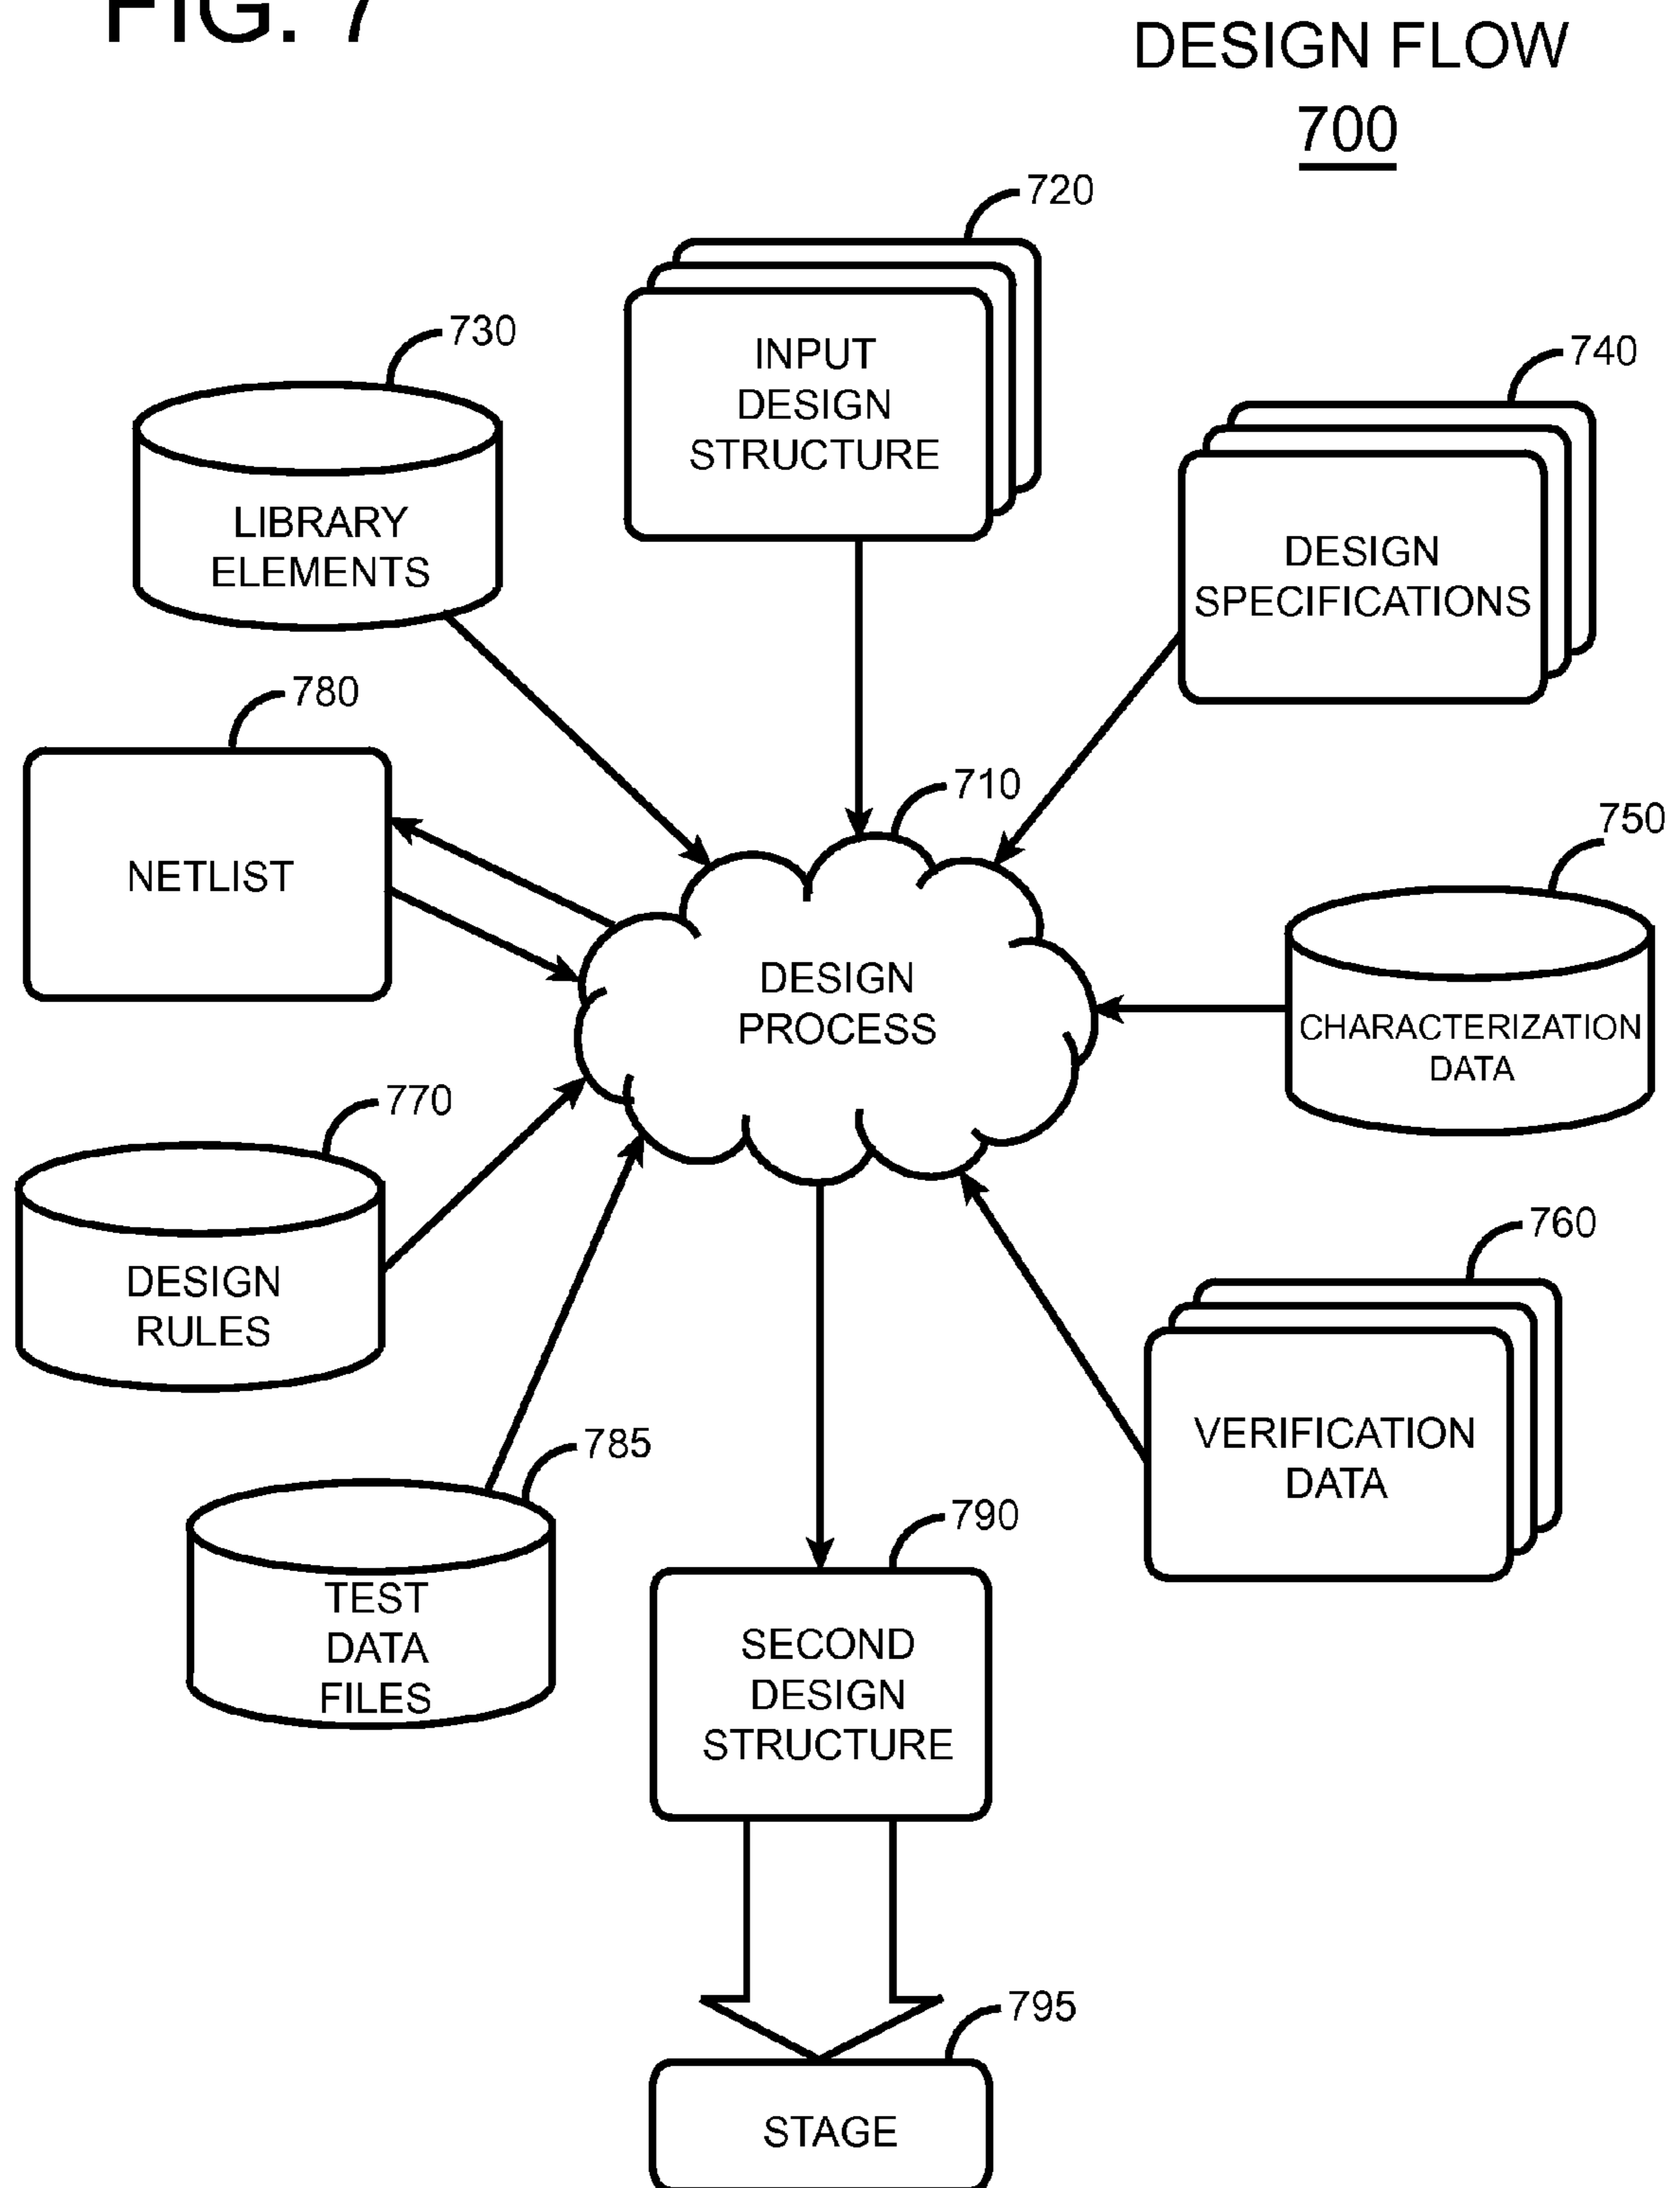 FIG. 7
DESIGN FLOW
700
720
INPUT
DESIGN
STRUCTURE
730
LIBRARY
ELEMENTS
740
DESIGN
SPECIFICATIONS
780
NETLIST
710
DESIGN
PROCESS
750
CHARACTERIZATION
DATA
770
DESIGN
RULES
760
VERIFICATION
DATA
785
TEST
DATA
FILES
790
SECOND
DESIGN
STRUCTURE
795
STAGE